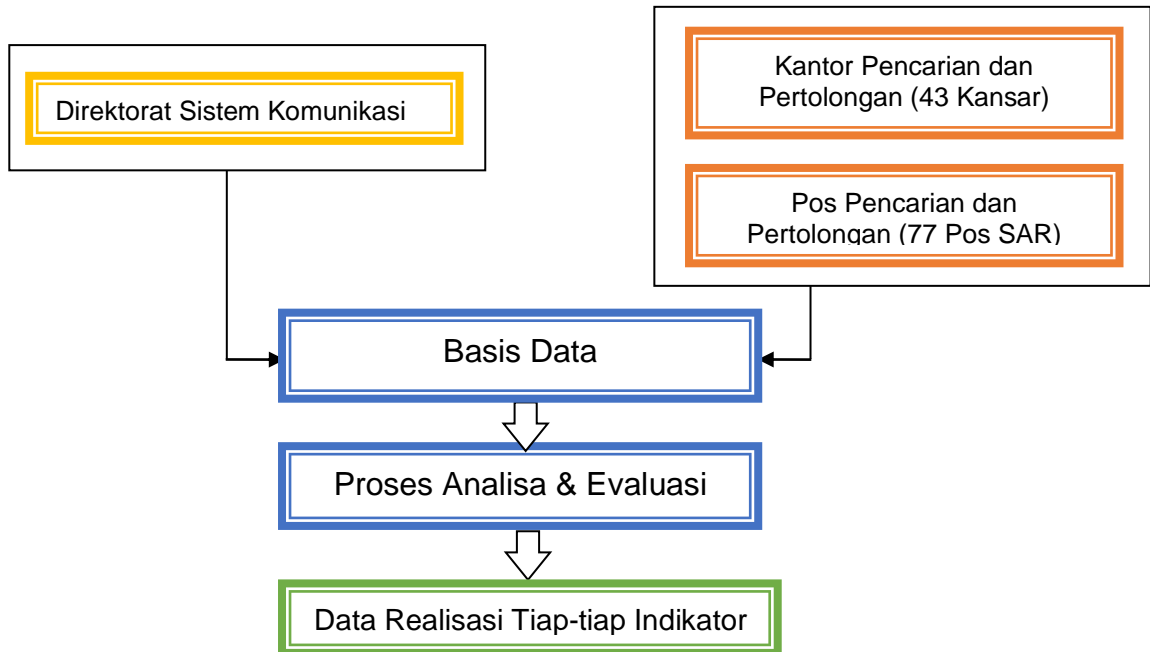 Direktorat Sistem Komunikasi
Kantor Pencarian dan
Pertolongan (43 Kansar)
Pos Pencarian dan
Pertolongan (77 Pos SAR)
Basis Data
Proses Analisa & Evaluasi
Data Realisasi Tiap-tiap Indikator